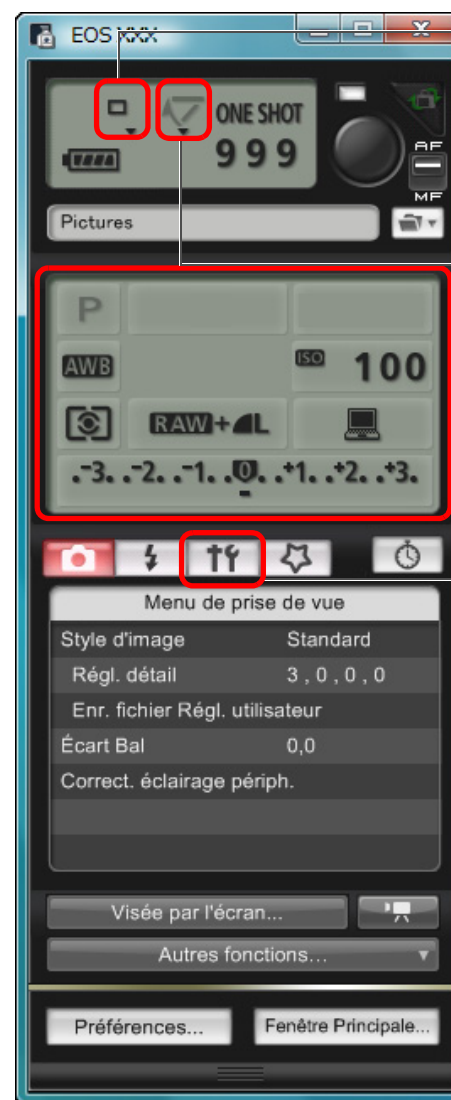 EOS XXX
ONE SHOT
999
AF
MF
Pictures
P
AWB
ISO 100
RAW+L
.-3. .-2. .-1. .0. .+1. .+2. .+3.
Menu de prise de vue
Style d'image Standard
Régl. détail 3 , 0 , 0 , 0
Enr. fichier Régl. utilisateur
Écart Bal 0,0
Correct. éclairage périph.
Visée par l'écran...
Autres fonctions...
Préférences... Fenêtre Principale...